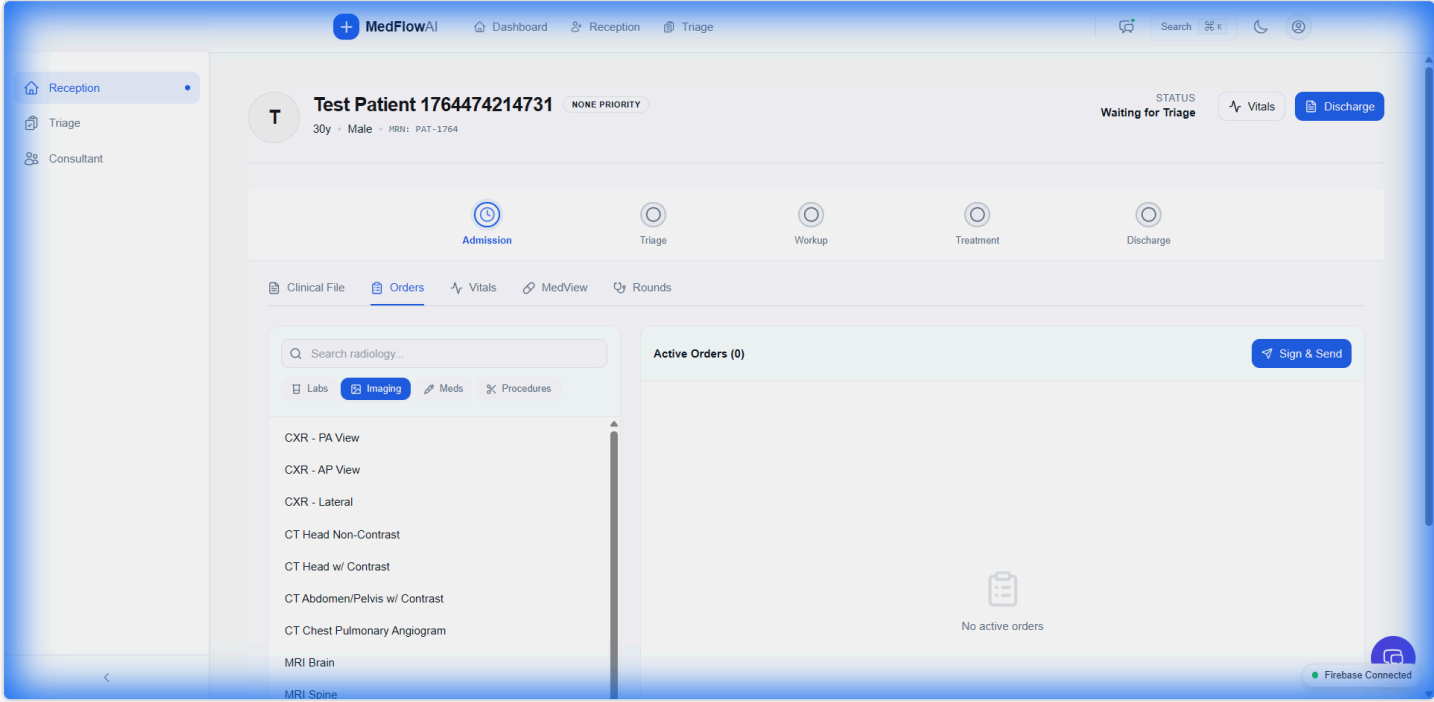 MedFlowAI Dashboard Reception Triage Search ⌘ K
Reception
Triage
Consultant
T
Test Patient 1764474214731 NONE PRIORITY
30y • Male • MRN: PAT-1764
STATUS
Waiting for Triage
Vitals Discharge
Admission Triage Workup Treatment Discharge
Clinical File Orders Vitals MedView Rounds
Search radiology...
Labs Imaging Meds Procedures
CXR - PA View
CXR - AP View
CXR - Lateral
CT Head Non-Contrast
CT Head w/ Contrast
CT Abdomen/Pelvis w/ Contrast
CT Chest Pulmonary Angiogram
MRI Brain
MRI Spine
Active Orders (0) Sign & Send
No active orders
Firebase Connected